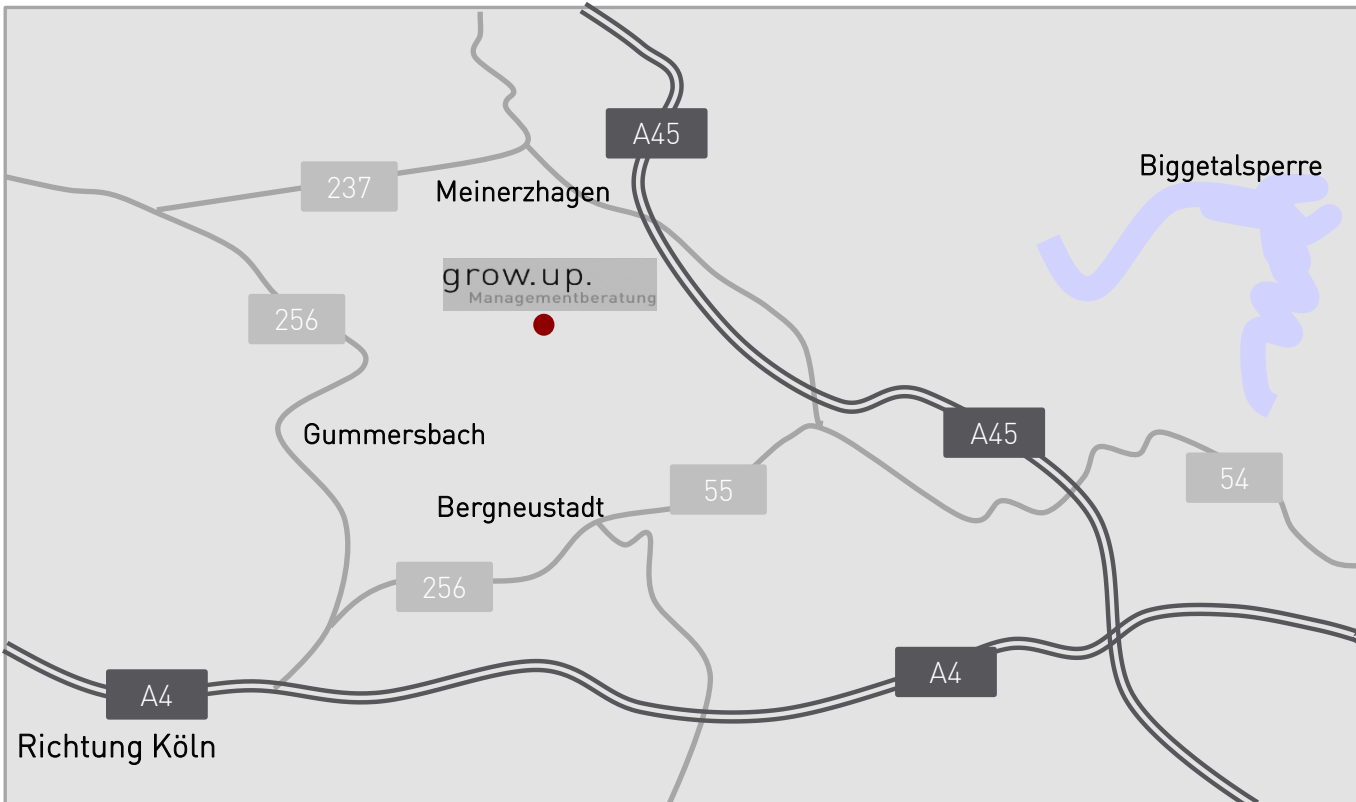 A45
Biggetalsperre
237
Meinerzhagen
grow.up.
Managementberatung
256
Gummersbach
A45
55
54
Bergneustadt
256
A4
A4
Richtung Köln